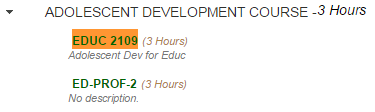 ADOLESCENT DEVELOPMENT COURSE -3 Hours
EDUC 2109 (3 Hours)
Adolescent Dev for Educ
ED-PROF-2 (3 Hours)
No description.